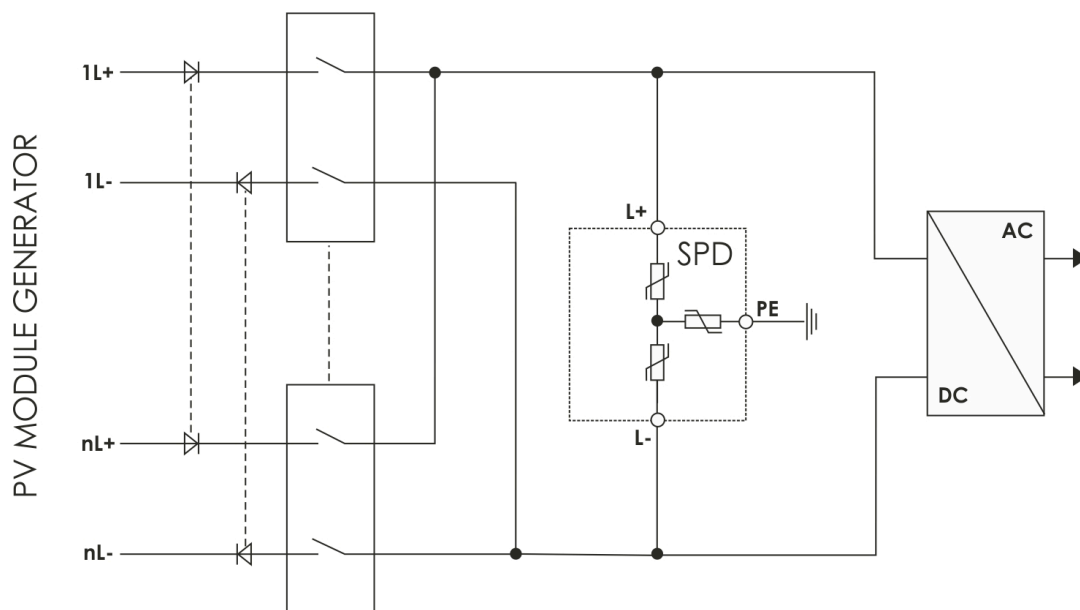 PV MODULE GENERATOR
1L+
1L-
nL+
nL-
L+
SPD
PE
L-
AC
DC